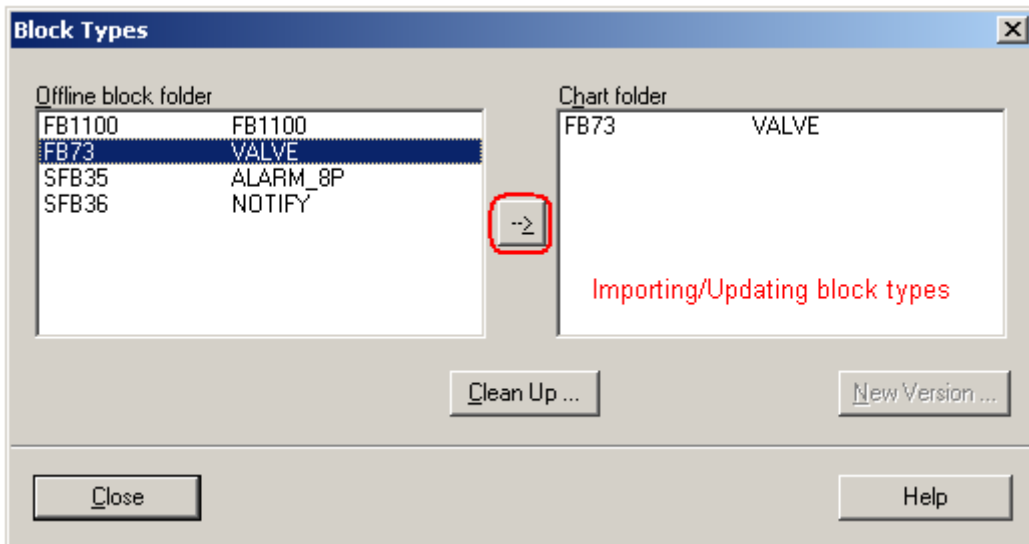 Block Types
Offline block folder
Chart folder
FB1100 FB1100
FB73 VALVE
SFB35 ALARM_8P
SFB36 NOTIFY
-->
FB73 VALVE
Importing/Updating block types
Clean Up ...
New Version ...
Close
Help